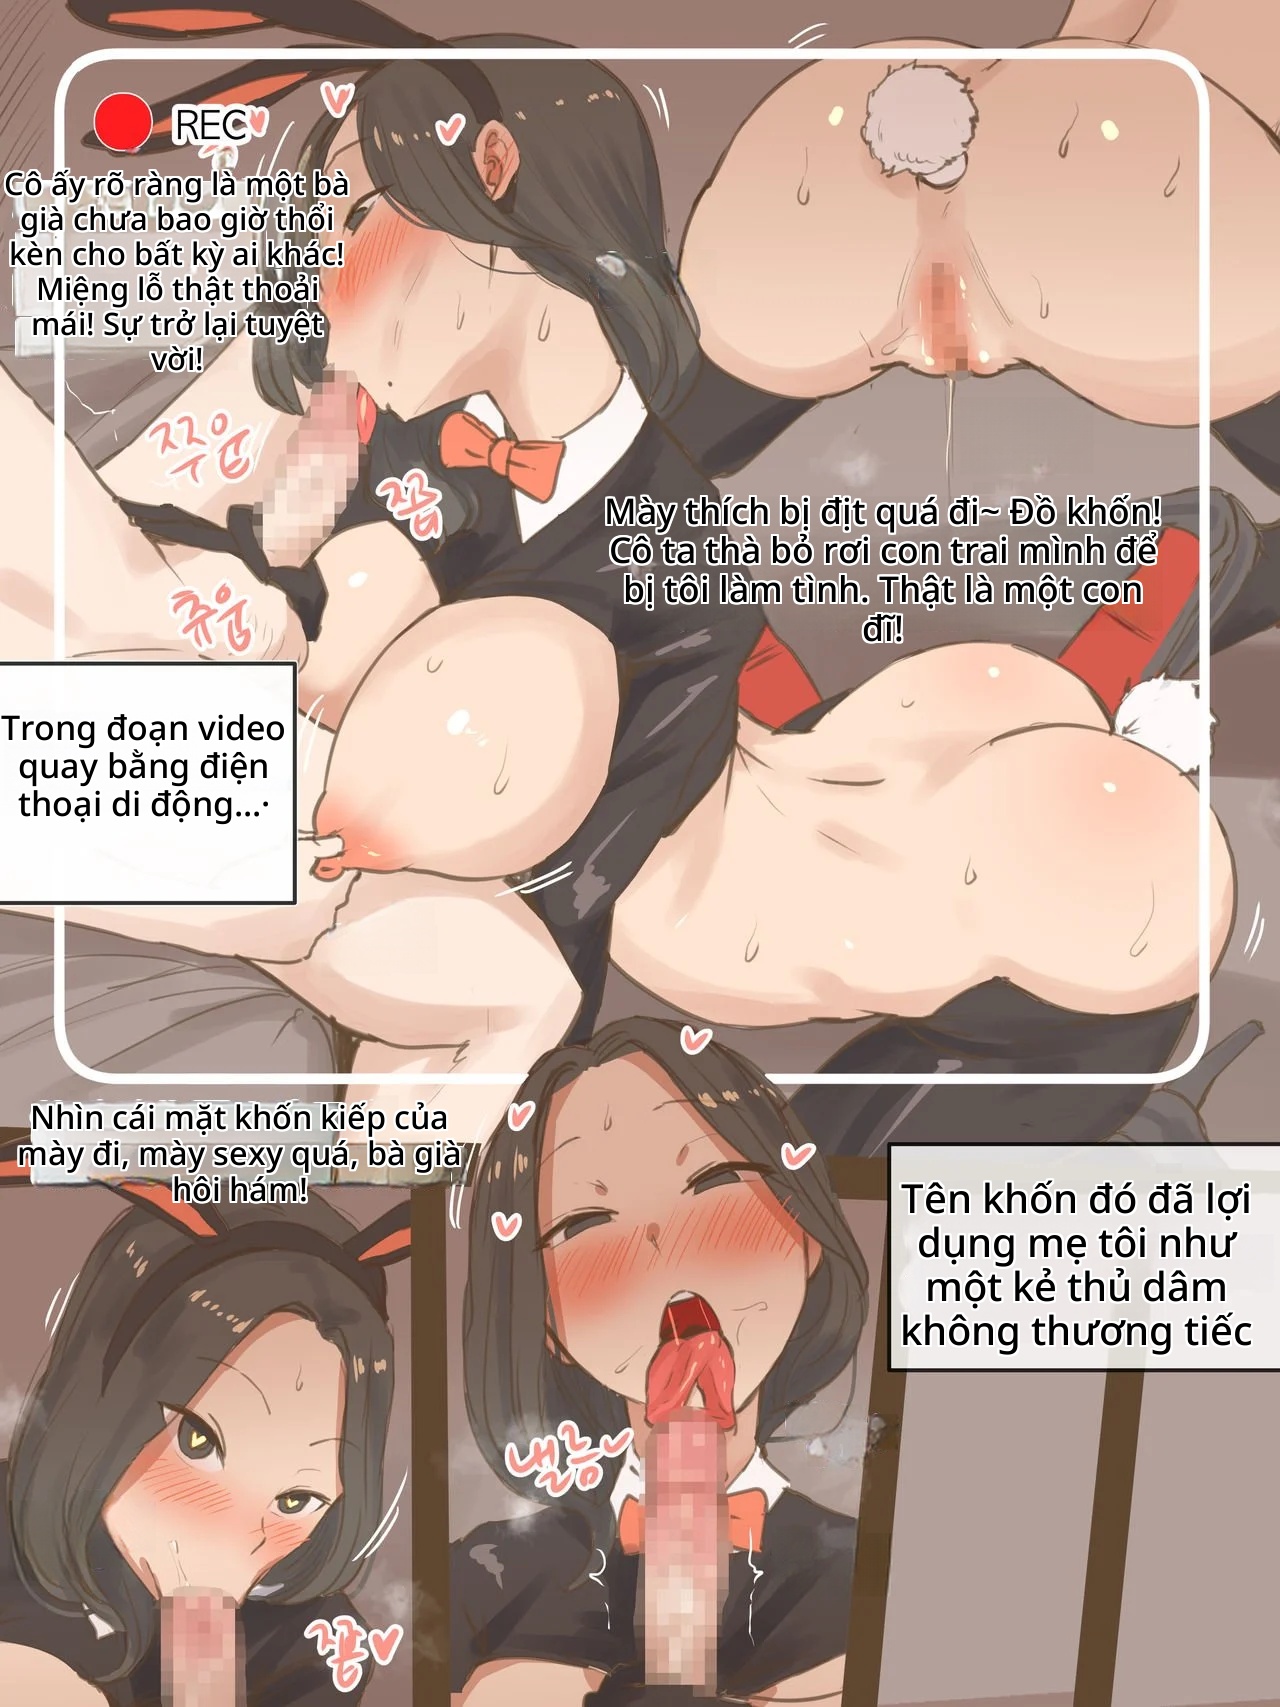 REC
Cô ấy rõ ràng là một bà
già chưa bao giờ thổi
kèn cho bất kỳ ai khác!
Miệng lỗ thật thoải
mái! Sự trở lại tuyệt
vời!
쯔윱
쫍
츄웁
Mày thích bị địt quá đi~ Đồ khốn!
Cô ta thà bỏ rơi con trai mình để
bị tôi làm tình. Thật là một con
đĩ!
Trong đoạn video
quay bằng điện
thoại di động...·
Nhìn cái mặt khốn kiếp của
mày đi, mày sexy quá, bà già
hôi hám!
Tên khốn đó đã lợi
dụng mẹ tôi như
một kẻ thủ dâm
không thương tiếc
낼름